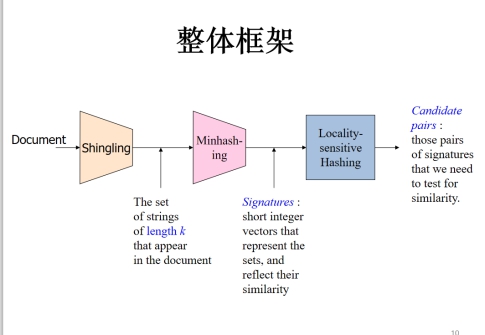 整体框架
Document
Shingling
Minhash-
ing
Locality-
sensitive
Hashing
Candidate
pairs :
those pairs
of signatures
that we need
to test for
similarity.
The set
of strings
of length k
that appear
in the document
Signatures :
short integer
vectors that
represent the
sets, and
reflect their
similarity
10